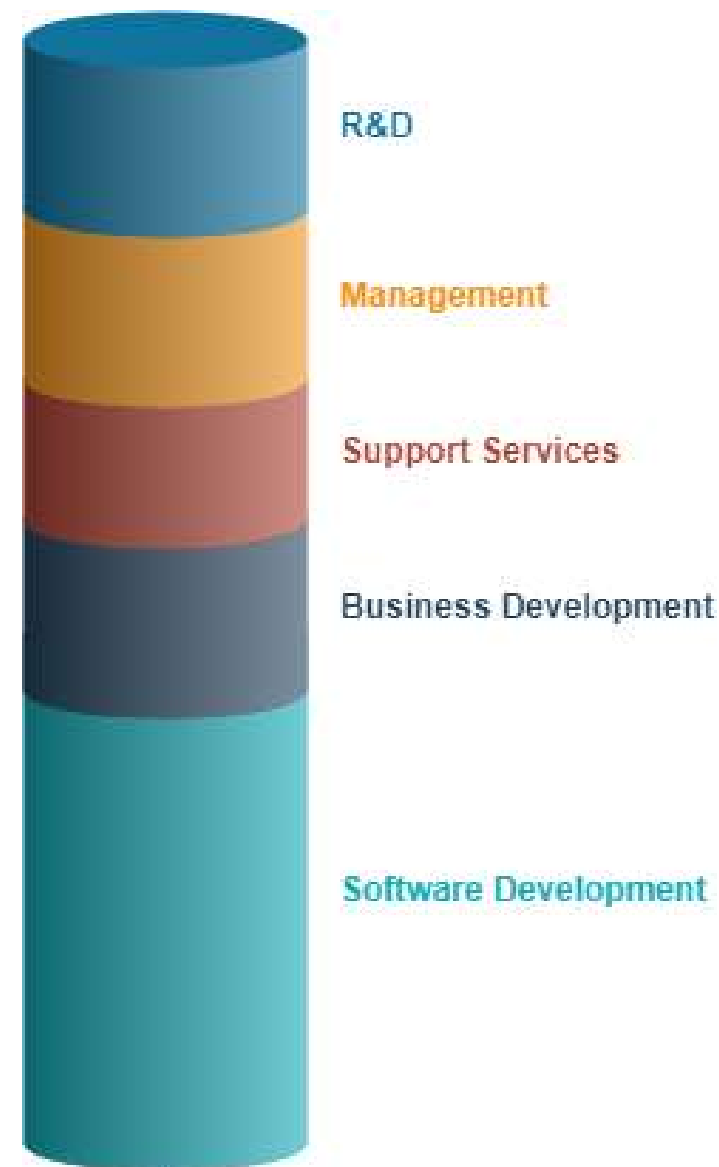 R&D
Management
Support Services
Business Development
Software Development